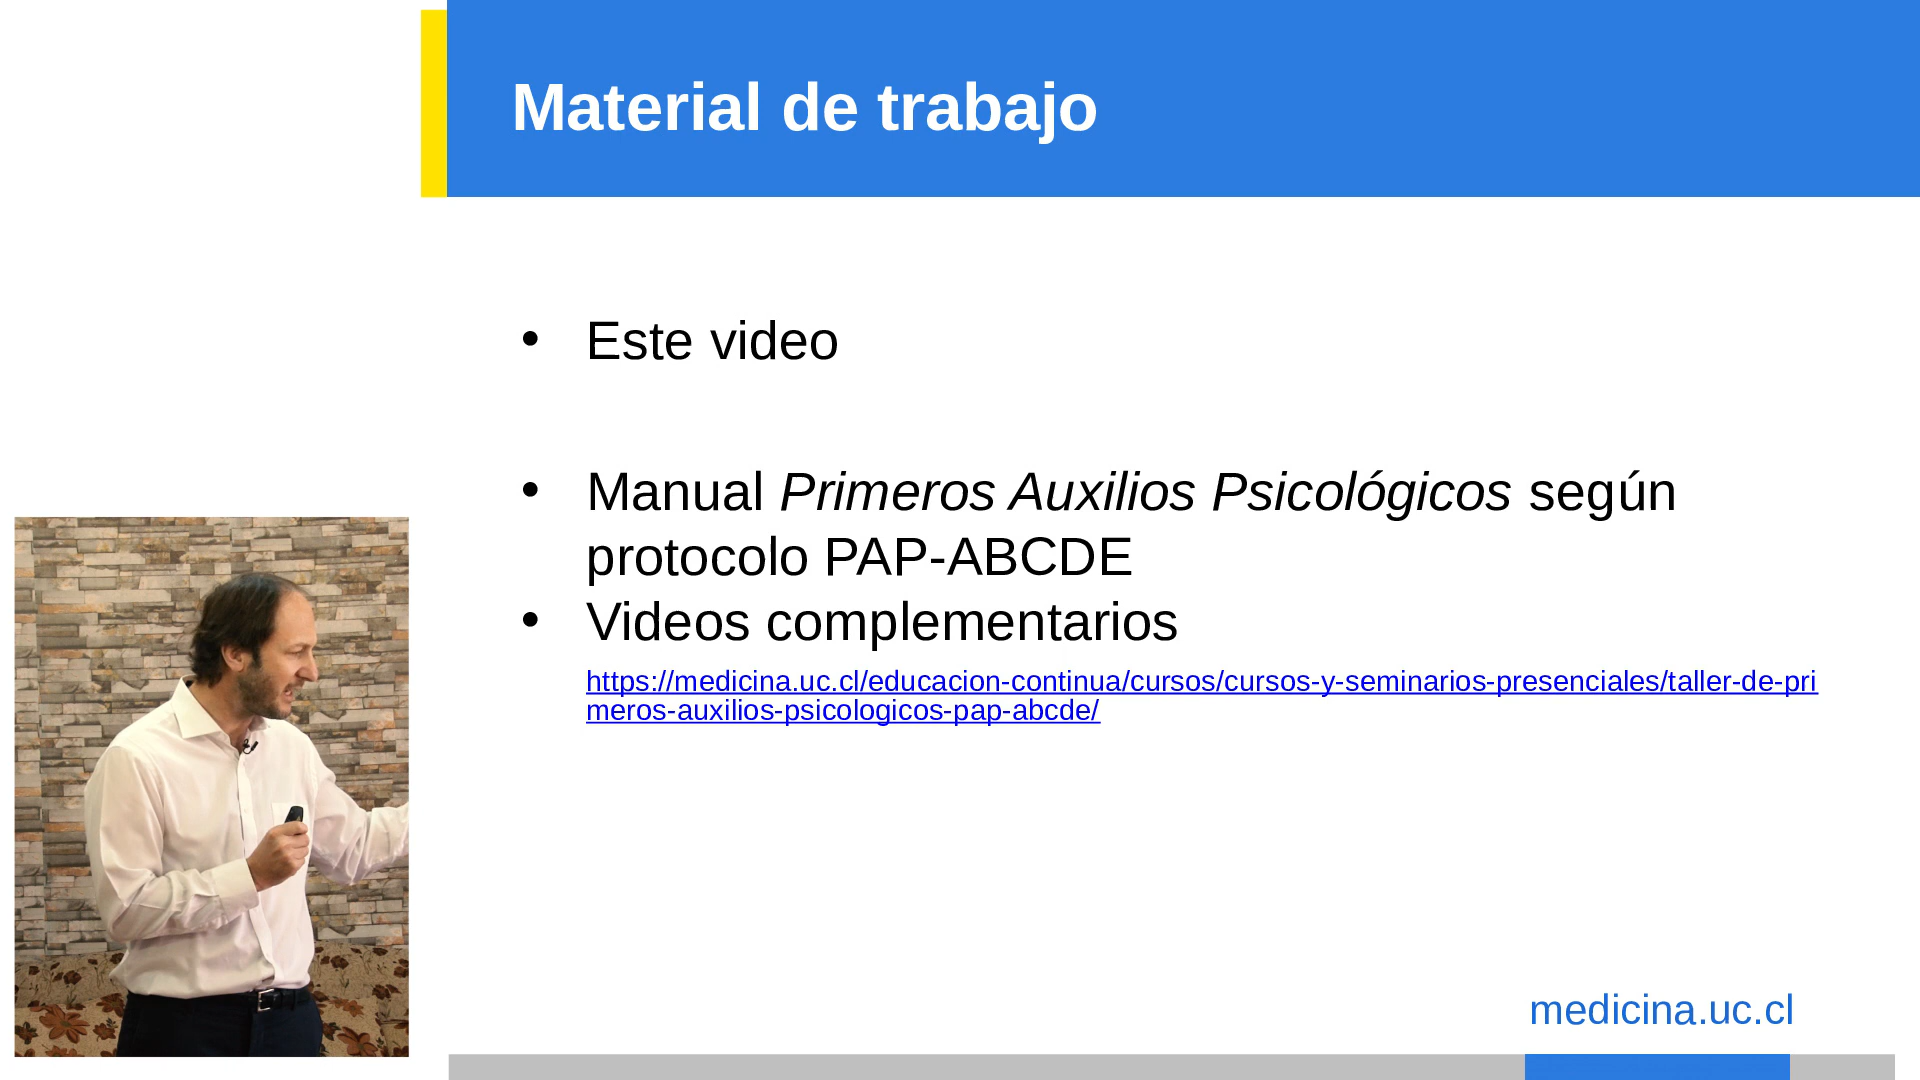 Material de trabajo
• Este video
• Manual Primeros Auxilios Psicológicos según
protocolo PAP-ABCDE
• Videos complementarios
https://medicina.uc.cl/educacion-continua/cursos/cursos-y-seminarios-presenciales/taller-de-pri
meros-auxilios-psicologicos-pap-abcde/
medicina.uc.cl